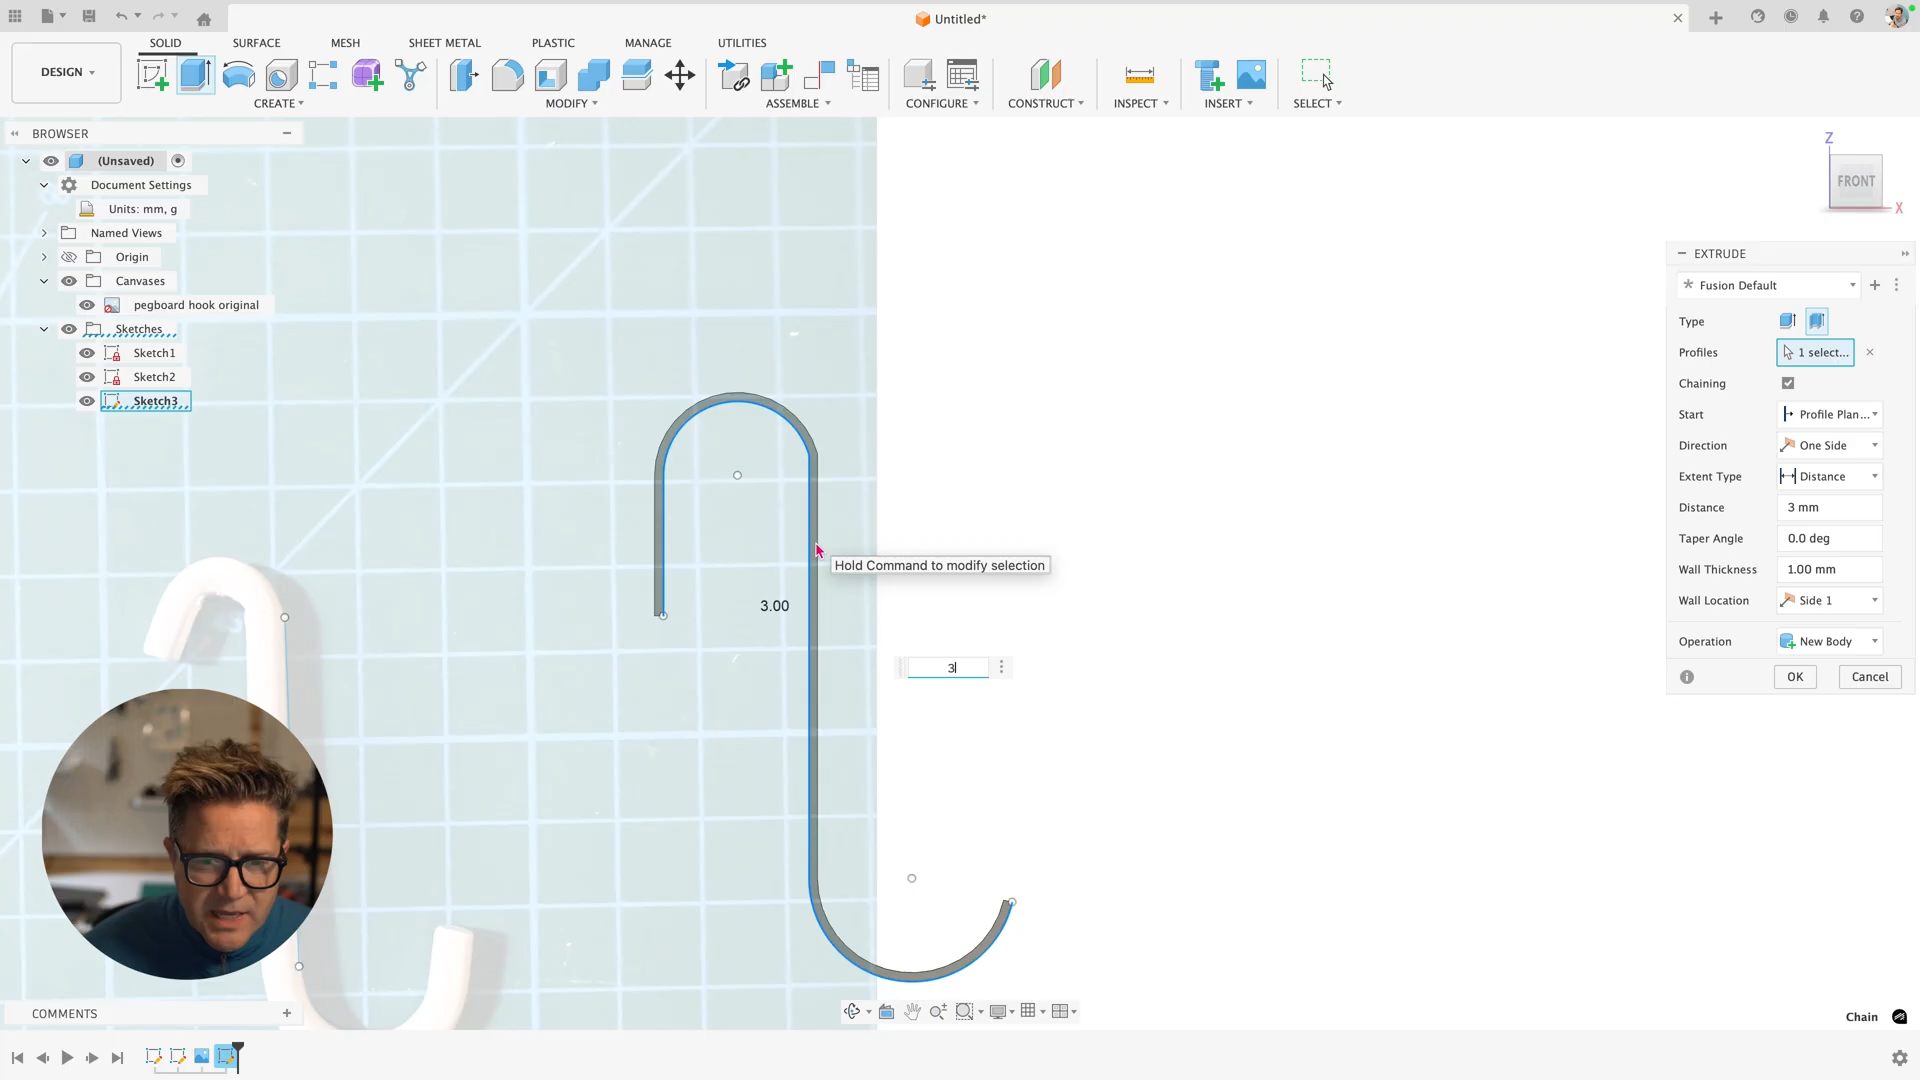 Untitled*
SOLID
SURFACE
MESH
SHEET METAL
PLASTIC
MANAGE
UTILITIES
DESIGN
CREATE
MODIFY
ASSEMBLE
CONFIGURE
CONSTRUCT
INSPECT
INSERT
SELECT
BROWSER
(Unsaved)
Document Settings
Units: mm, g
Named Views
Origin
Canvases
pegboard hook original
Sketches
Sketch1
Sketch2
Sketch3
Z
FRONT
X
EXTRUDE
* Fusion Default
Type
Profiles 1 select...
Chaining
Start Profile Plan...
Direction One Side
Extent Type Distance
Distance 3 mm
Taper Angle 0.0 deg
Wall Thickness 1.00 mm
Wall Location Side 1
Operation New Body
OK Cancel
Hold Command to modify selection
3.00
3
COMMENTS
Chain